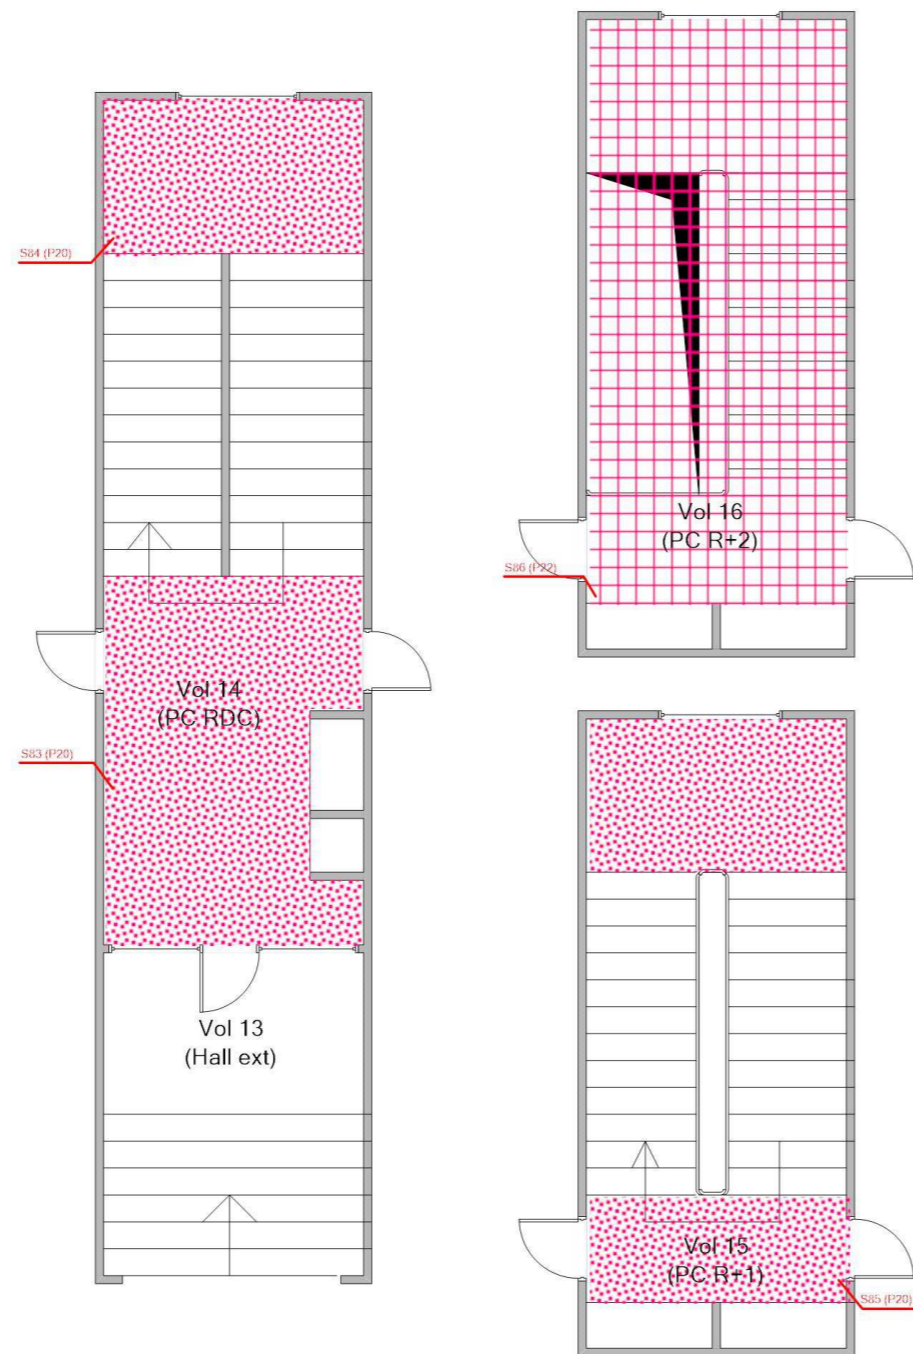 S84 (P20)
Vol 14
(PC RDC)
S83 (P20)
Vol 13
(Hall ext)
Vol 16
(PC R+2)
S86 (P22)
Vol 15
(PC R+1)
S85 (P20)